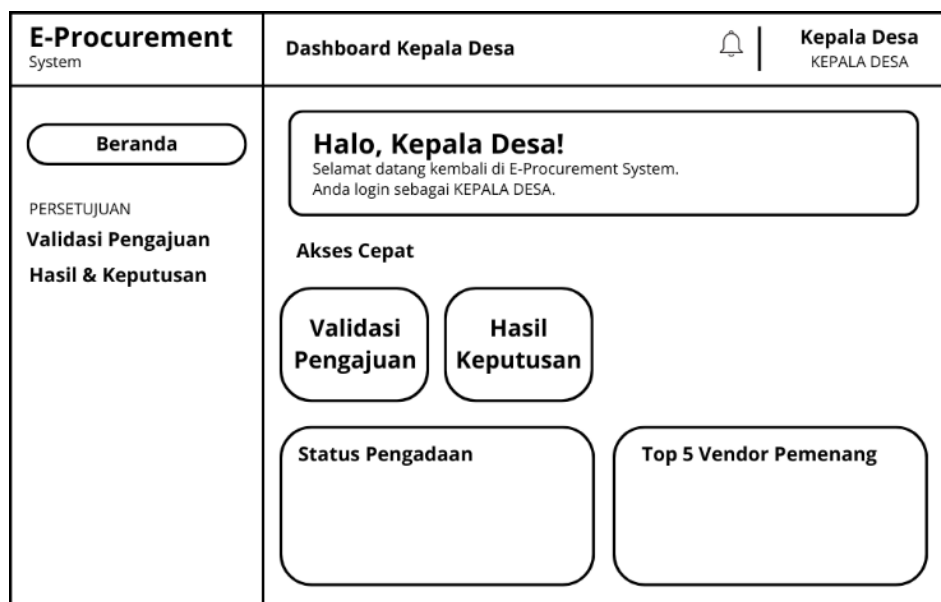 E-Procurement
System
Dashboard Kepala Desa
Kepala Desa
KEPALA DESA
Beranda
PERSETUJUAN
Validasi Pengajuan
Hasil & Keputusan
Halo, Kepala Desa!
Selamat datang kembali di E-Procurement System.
Anda login sebagai KEPALA DESA.
Akses Cepat
Validasi
Pengajuan
Hasil
Keputusan
Status Pengadaan
Top 5 Vendor Pemenang